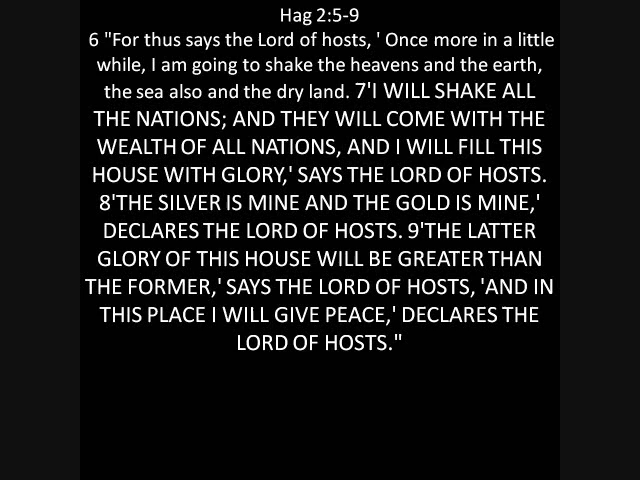 Hag 2:5-9
6 "For thus says the Lord of hosts, ' Once more in a little
while, I am going to shake the heavens and the earth,
the sea also and the dry land. 7'I WILL SHAKE ALL
THE NATIONS; AND THEY WILL COME WITH THE
WEALTH OF ALL NATIONS, AND I WILL FILL THIS
HOUSE WITH GLORY,' SAYS THE LORD OF HOSTS.
8'THE SILVER IS MINE AND THE GOLD IS MINE,'
DECLARES THE LORD OF HOSTS. 9'THE LATTER
GLORY OF THIS HOUSE WILL BE GREATER THAN
THE FORMER,' SAYS THE LORD OF HOSTS, 'AND IN
THIS PLACE I WILL GIVE PEACE,' DECLARES THE
LORD OF HOSTS."